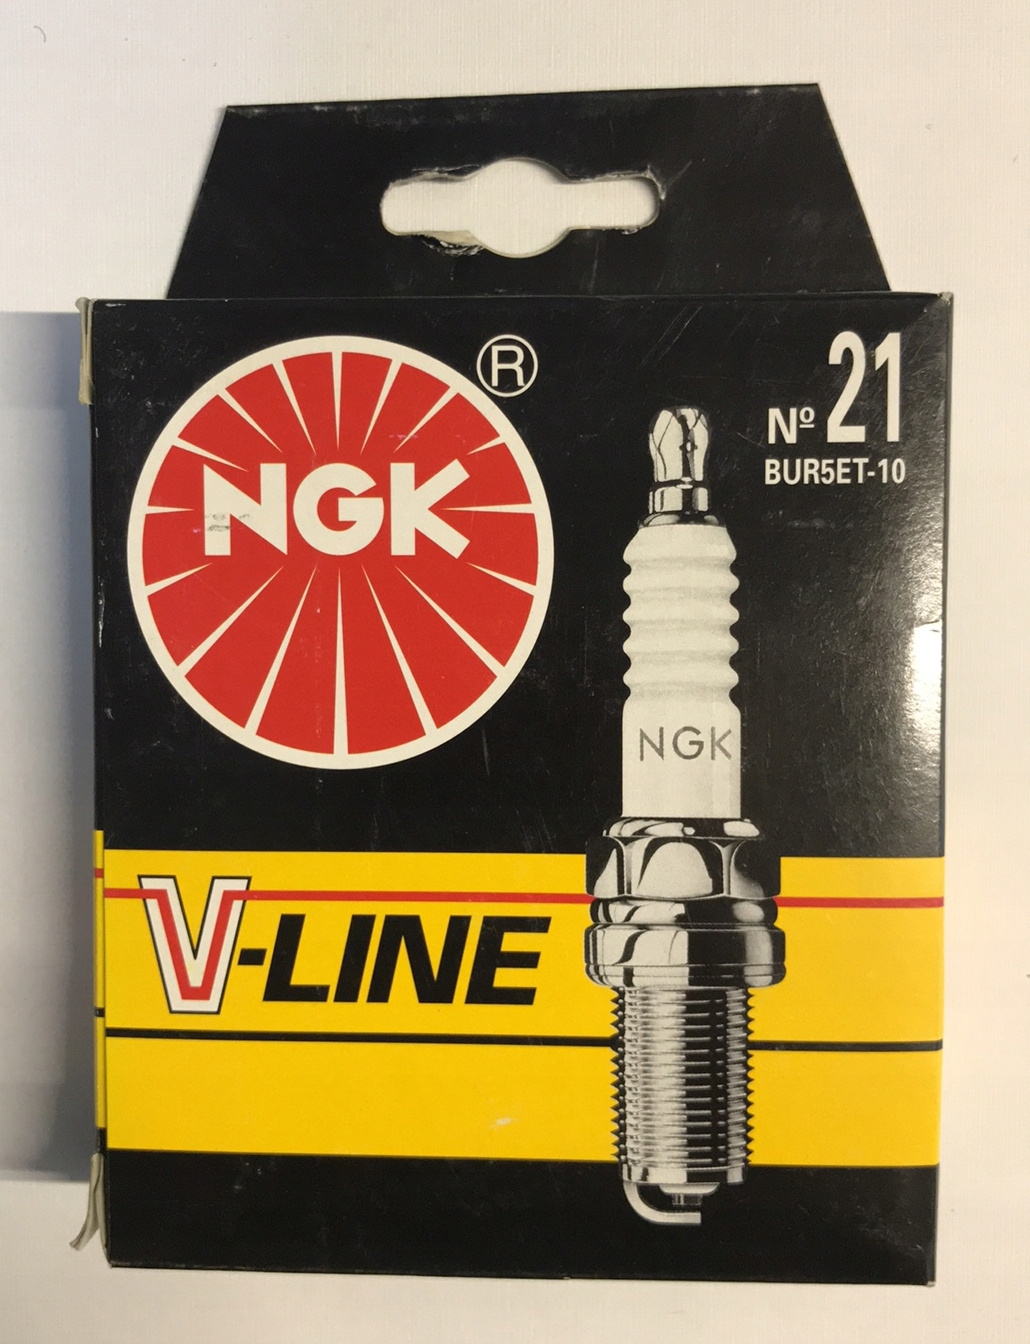 NGK
®
Nº 21
BUR5ET-10
NGK
V-LINE